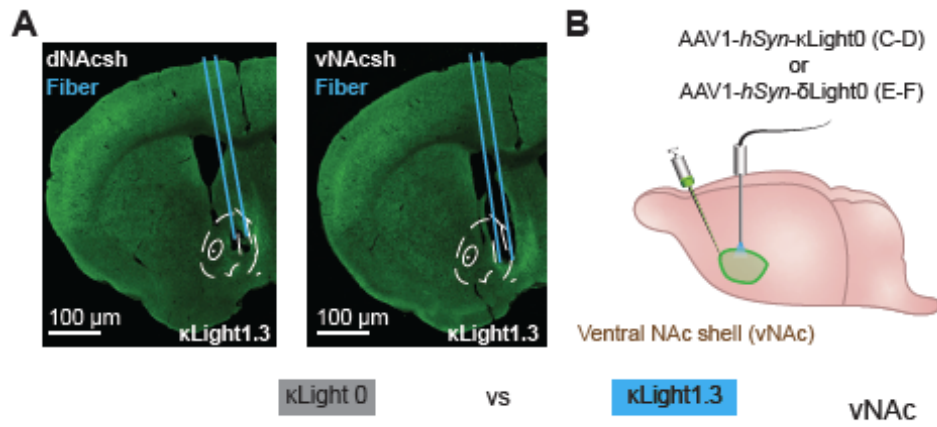 A
dNAcsh
Fiber
100 µm
κLight1.3
vNAcsh
Fiber
100 µm
κLight1.3
B
AAV1-hSyn-κLight0 (C-D)
or
AAV1-hSyn-δLight0 (E-F)
Ventral NAc shell (vNAc)
κLight 0 vs κLight1.3 vNAc